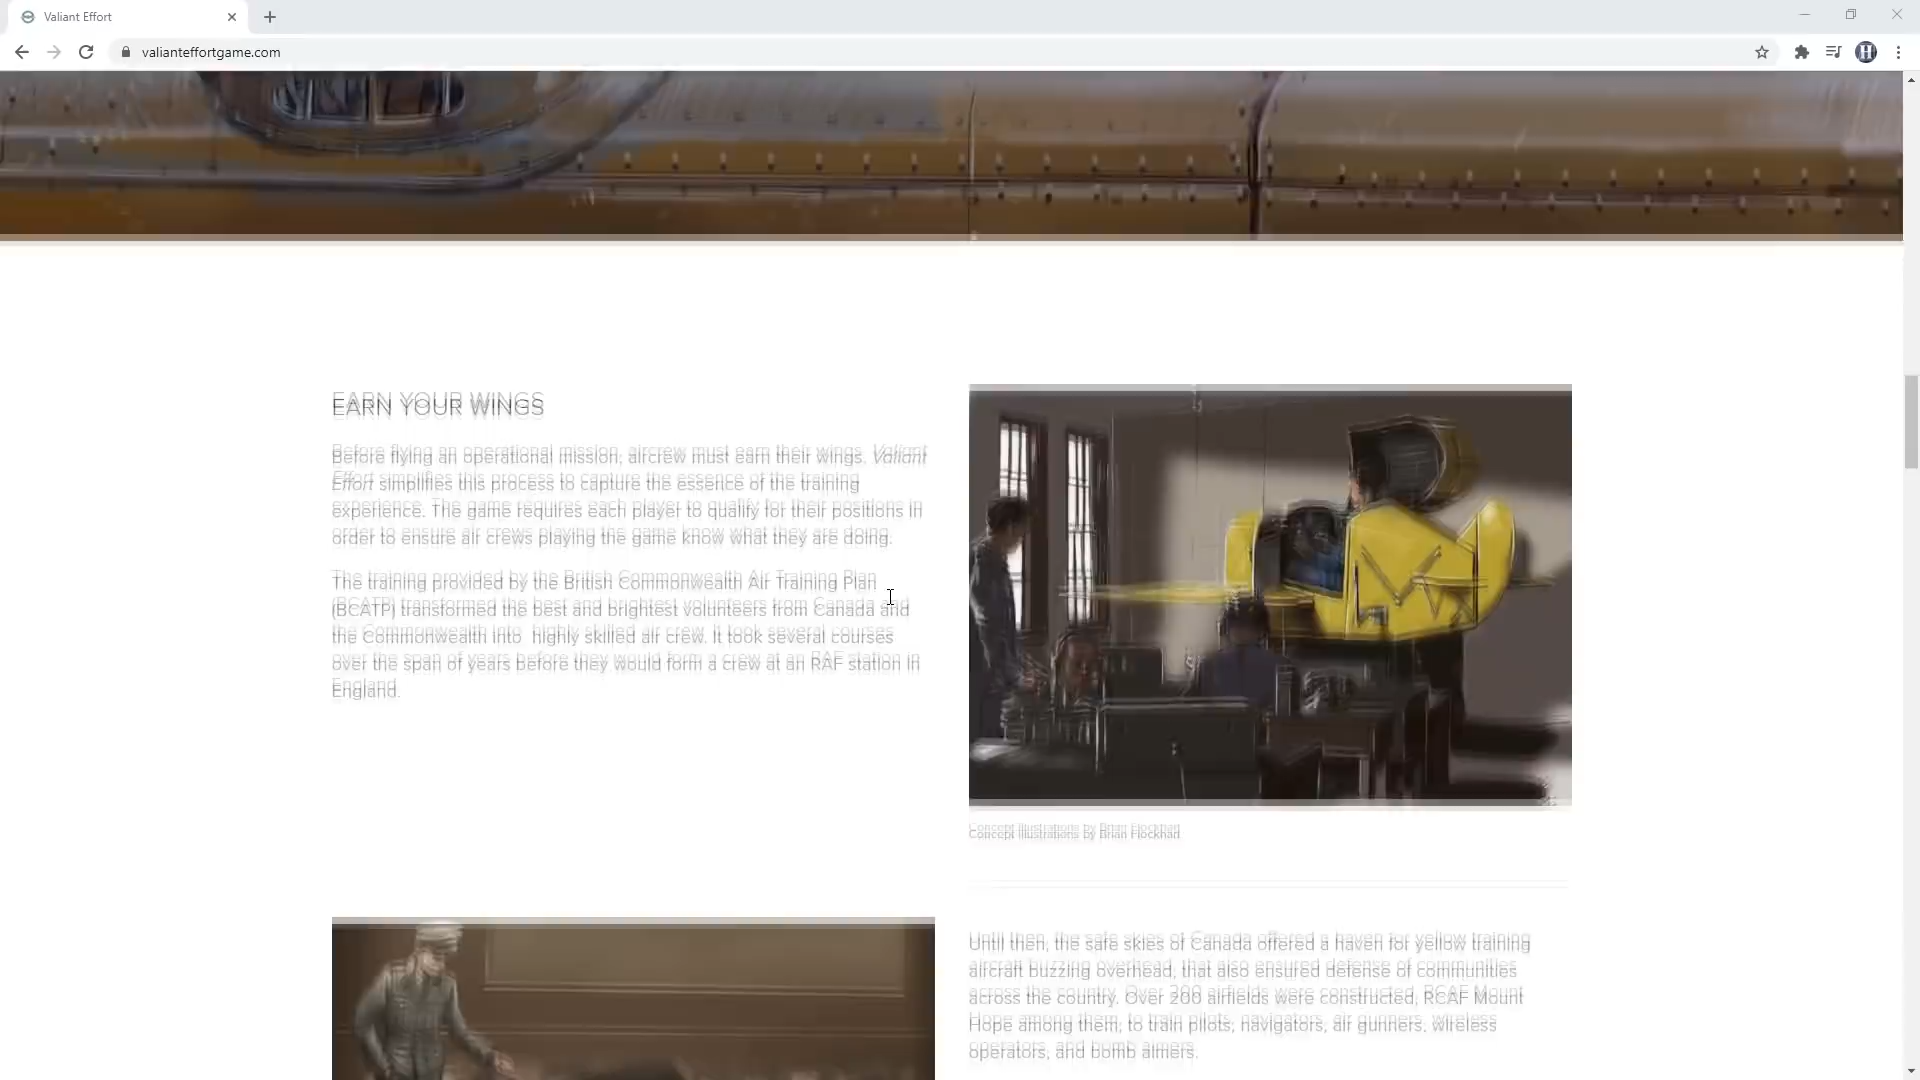 Valiant Effort
valianteffortgame.com
EARN YOUR WINGS
Before flying an operational mission, aircrew must earn their wings. Valiant
Effort simplifies this process to capture the essence of the training
experience. The game requires each player to qualify for their positions in
order to ensure air crews playing the game know what they are doing.
The training provided by the British Commonwealth Air Training Plan
(BCATP) transformed the best and brightest volunteers from Canada and
the Commonwealth into highly skilled air crew. It took several courses
over the span of years before they would form a crew at an RAF station in
England.
Concept Illustrations by Brian Flockhad
Until then, the safe skies of Canada offered a haven for yellow training
aircraft buzzing overhead, that also ensured defense of communities
across the country. Over 200 airfields were constructed, RCAF Mount
Hope among them, to train pilots, navigators, air gunners, wireless
operators, and bomb aimers.